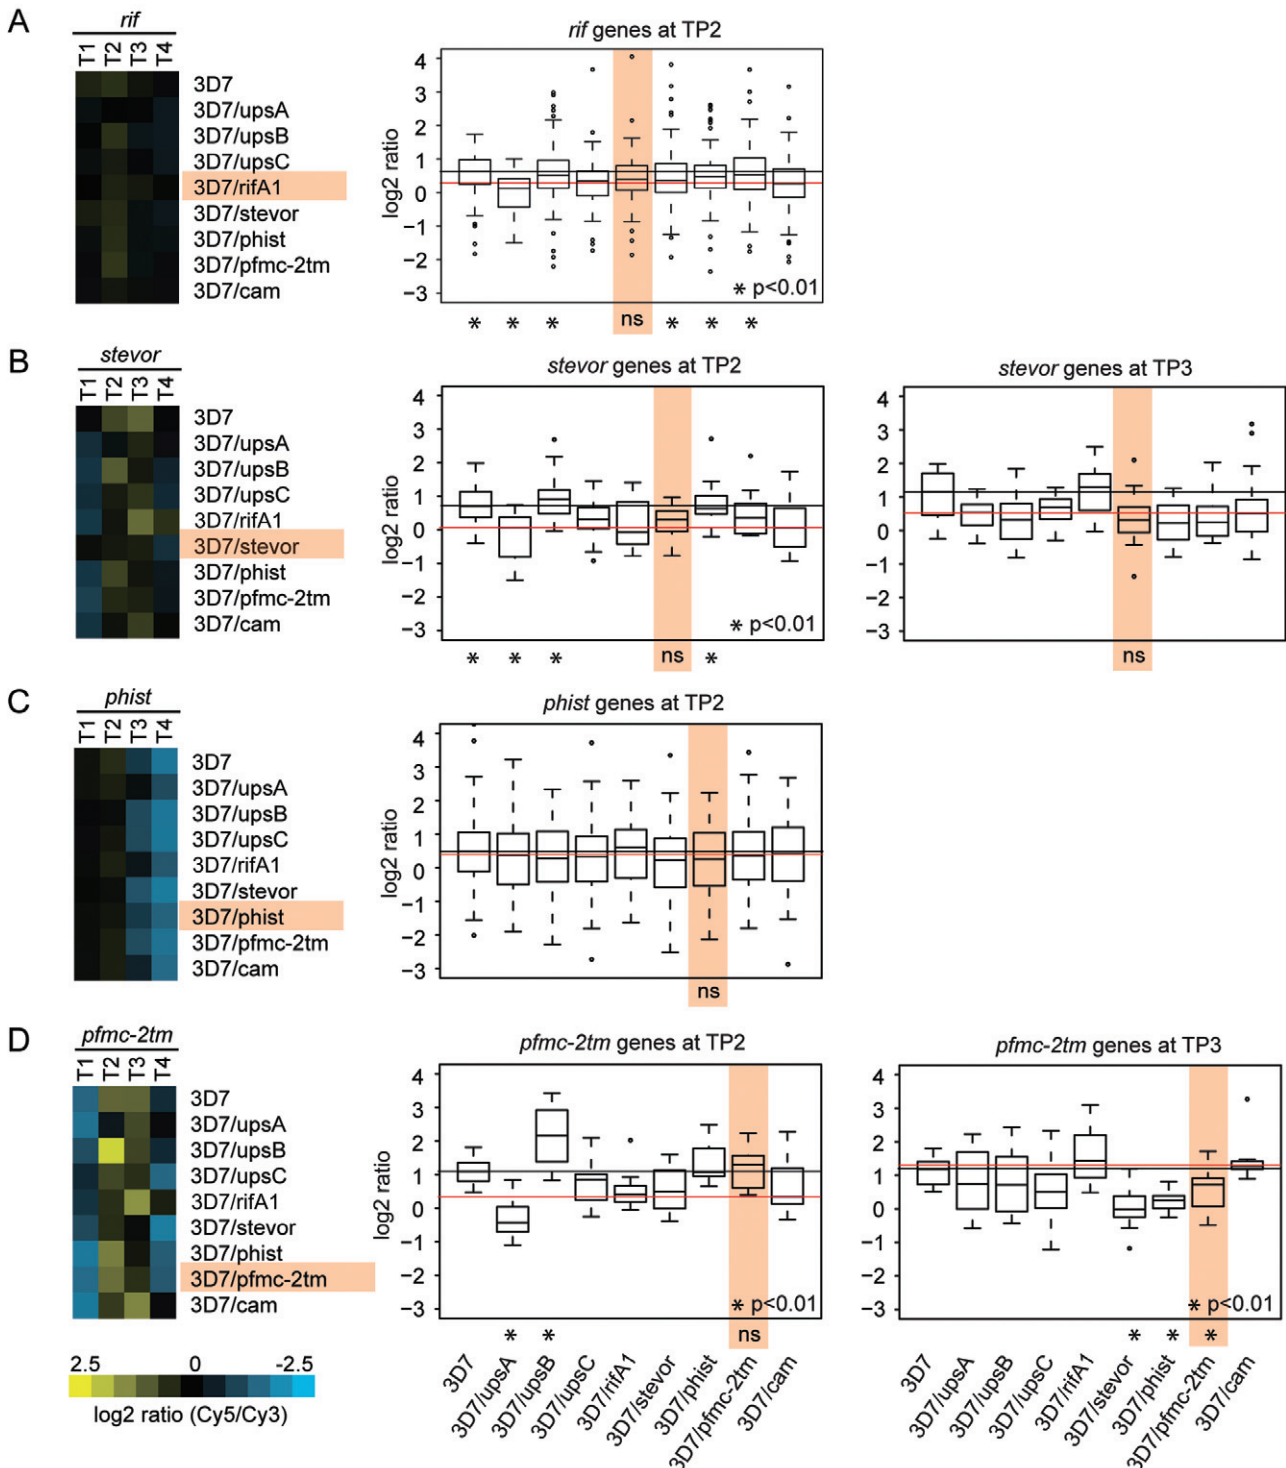 A
rif
T1 T2 T3 T4
3D7
3D7/upsA
3D7/upsB
3D7/upsC
3D7/rifA1
3D7/stevor
3D7/phist
3D7/pfmc-2tm
3D7/cam
rif genes at TP2
log2 ratio
4
3
2
1
0
−1
−2
−3
* p<0.01
* * * ns * * *
B
stevor
T1 T2 T3 T4
3D7
3D7/upsA
3D7/upsB
3D7/upsC
3D7/rifA1
3D7/stevor
3D7/phist
3D7/pfmc-2tm
3D7/cam
stevor genes at TP2
log2 ratio
4
3
2
1
0
−1
−2
−3
* p<0.01
* * * ns *
stevor genes at TP3
4
3
2
1
0
−1
−2
−3
ns
C
phist
T1 T2 T3 T4
3D7
3D7/upsA
3D7/upsB
3D7/upsC
3D7/rifA1
3D7/stevor
3D7/phist
3D7/pfmc-2tm
3D7/cam
phist genes at TP2
log2 ratio
4
3
2
1
0
−1
−2
−3
ns
D
pfmc-2tm
T1 T2 T3 T4
3D7
3D7/upsA
3D7/upsB
3D7/upsC
3D7/rifA1
3D7/stevor
3D7/phist
3D7/pfmc-2tm
3D7/cam
2.5 0 -2.5
log2 ratio (Cy5/Cy3)
pfmc-2tm genes at TP2
log2 ratio
4
3
2
1
0
−1
−2
−3
* p<0.01
* * ns
3D7
3D7/upsA
3D7/upsB
3D7/upsC
3D7/rifA1
3D7/stevor
3D7/phist
3D7/pfmc-2tm
3D7/cam
pfmc-2tm genes at TP3
4
3
2
1
0
−1
−2
−3
* p<0.01
* * *
3D7
3D7/upsA
3D7/upsB
3D7/upsC
3D7/rifA1
3D7/stevor
3D7/phist
3D7/pfmc-2tm
3D7/cam